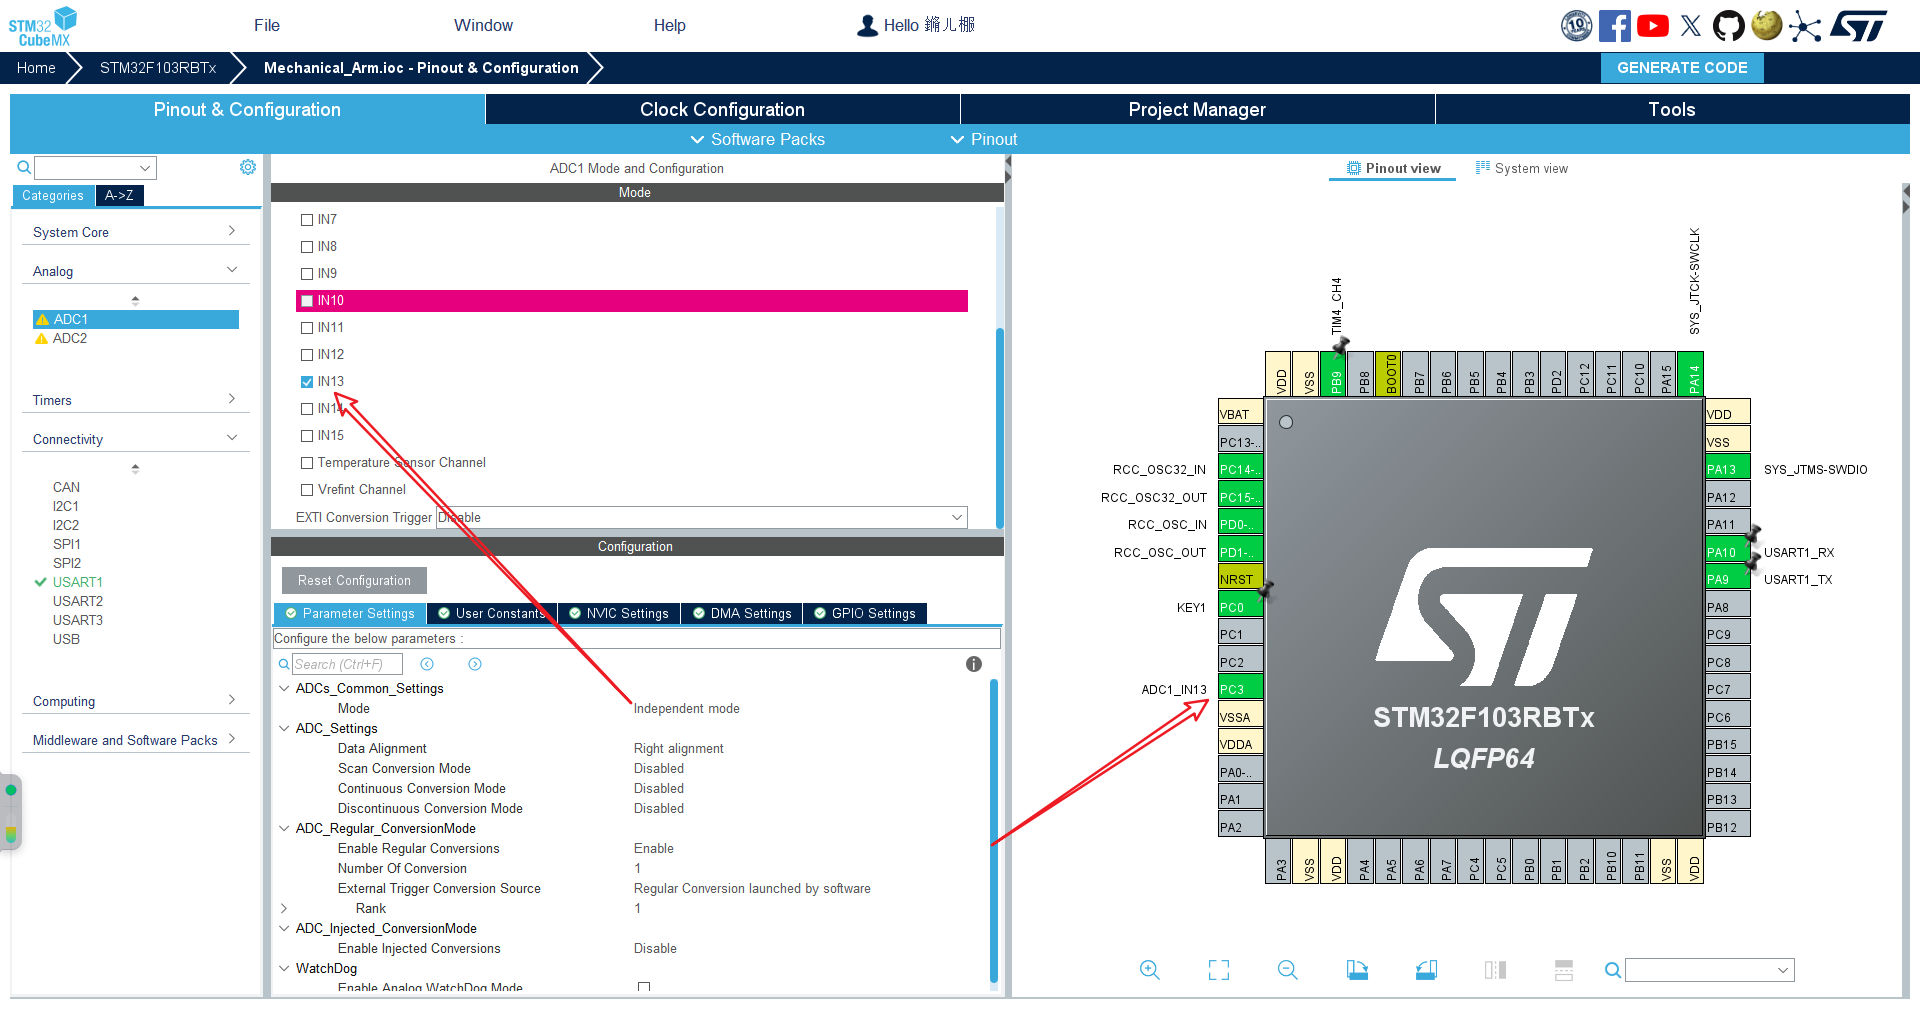 STM32 CubeMX
File
Window
Help
Hello 鏅ㄦ棩
Home
STM32F103RBTx
Mechanical_Arm.ioc - Pinout & Configuration
GENERATE CODE
Pinout & Configuration
Clock Configuration
Project Manager
Tools
Software Packs
Pinout
Categories
A->Z
System Core
Analog
ADC1
ADC2
Timers
Connectivity
CAN
I2C1
I2C2
SPI1
SPI2
USART1
USART2
USART3
USB
Computing
Middleware and Software Packs
ADC1 Mode and Configuration
Mode
IN7
IN8
IN9
IN10
IN11
IN12
IN13
IN14
IN15
Temperature Sensor Channel
Vrefint Channel
EXTI Conversion Trigger Disable
Configuration
Reset Configuration
Parameter Settings
User Constants
NVIC Settings
DMA Settings
GPIO Settings
Configure the below parameters :
Search (Ctrl+F)
ADCs_Common_Settings
Mode Independent mode
ADC_Settings
Data Alignment Right alignment
Scan Conversion Mode Disabled
Continuous Conversion Mode Disabled
Discontinuous Conversion Mode Disabled
ADC_Regular_ConversionMode
Enable Regular Conversions Enable
Number Of Conversion 1
External Trigger Conversion Source Regular Conversion launched by software
Rank 1
ADC_Injected_ConversionMode
Enable Injected Conversions Disable
WatchDog
Enable Analog WatchDog Mode
Pinout view
System view
TIM4_CH4
SYS_JTCK-SWCLK
VDD
VSS
PB9
PB8
BOOT0
PB7
PB6
PB5
PB4
PB3
PD2
PC12
PC11
PC10
PA15
PA14
VBAT
PC13-..
RCC_OSC32_IN PC14-..
RCC_OSC32_OUT PC15-..
RCC_OSC_IN PD0-..
RCC_OSC_OUT PD1-..
NRST
KEY1 PC0
PC1
PC2
ADC1_IN13 PC3
VSSA
VDDA
PA0-..
PA1
PA2
STM32F103RBTx
LQFP64
VDD
VSS
PA13 SYS_JTMS-SWDIO
PA12
PA11
PA10 USART1_RX
PA9 USART1_TX
PA8
PC9
PC8
PC7
PC6
PB15
PB14
PB13
PB12
PA3
VSS
VDD
PA4
PA5
PA6
PA7
PC4
PC5
PB0
PB1
PB2
PB10
PB11
VSS
VDD